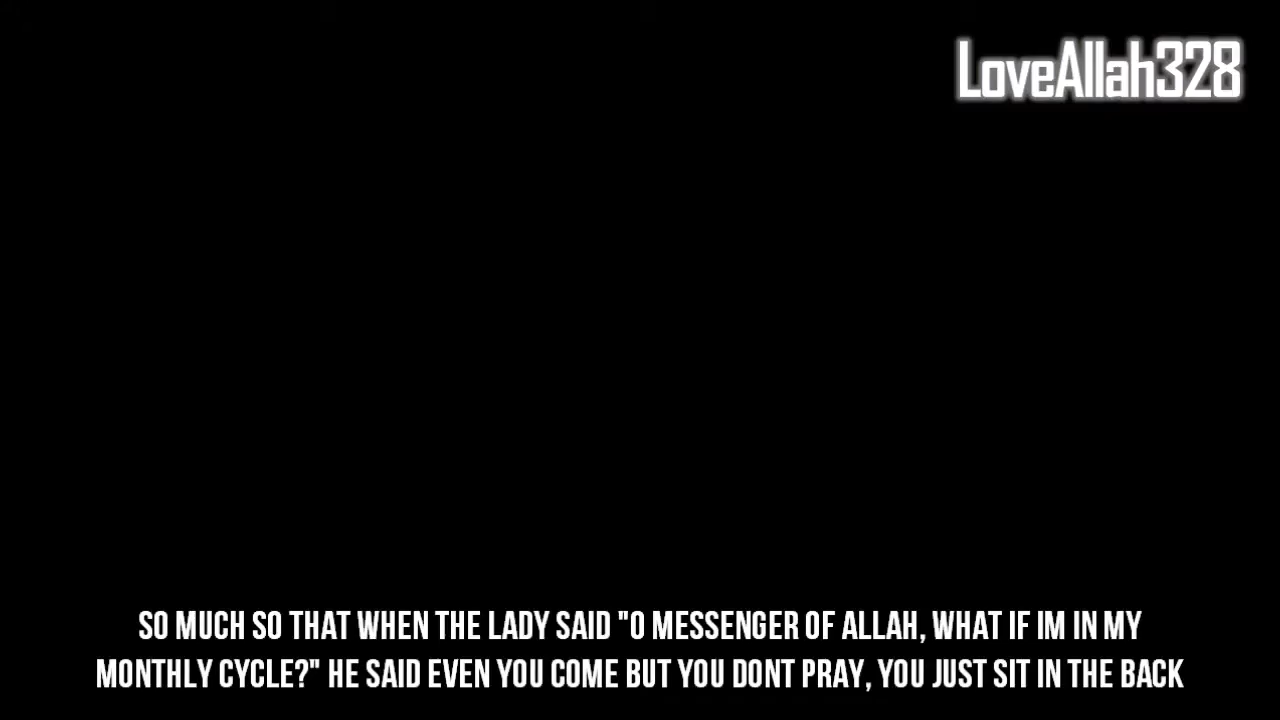 LoveAllah328
SO MUCH SO THAT WHEN THE LADY SAID "O MESSENGER OF ALLAH, WHAT IF IM IN MY
MONTHLY CYCLE?" HE SAID EVEN YOU COME BUT YOU DONT PRAY, YOU JUST SIT IN THE BACK